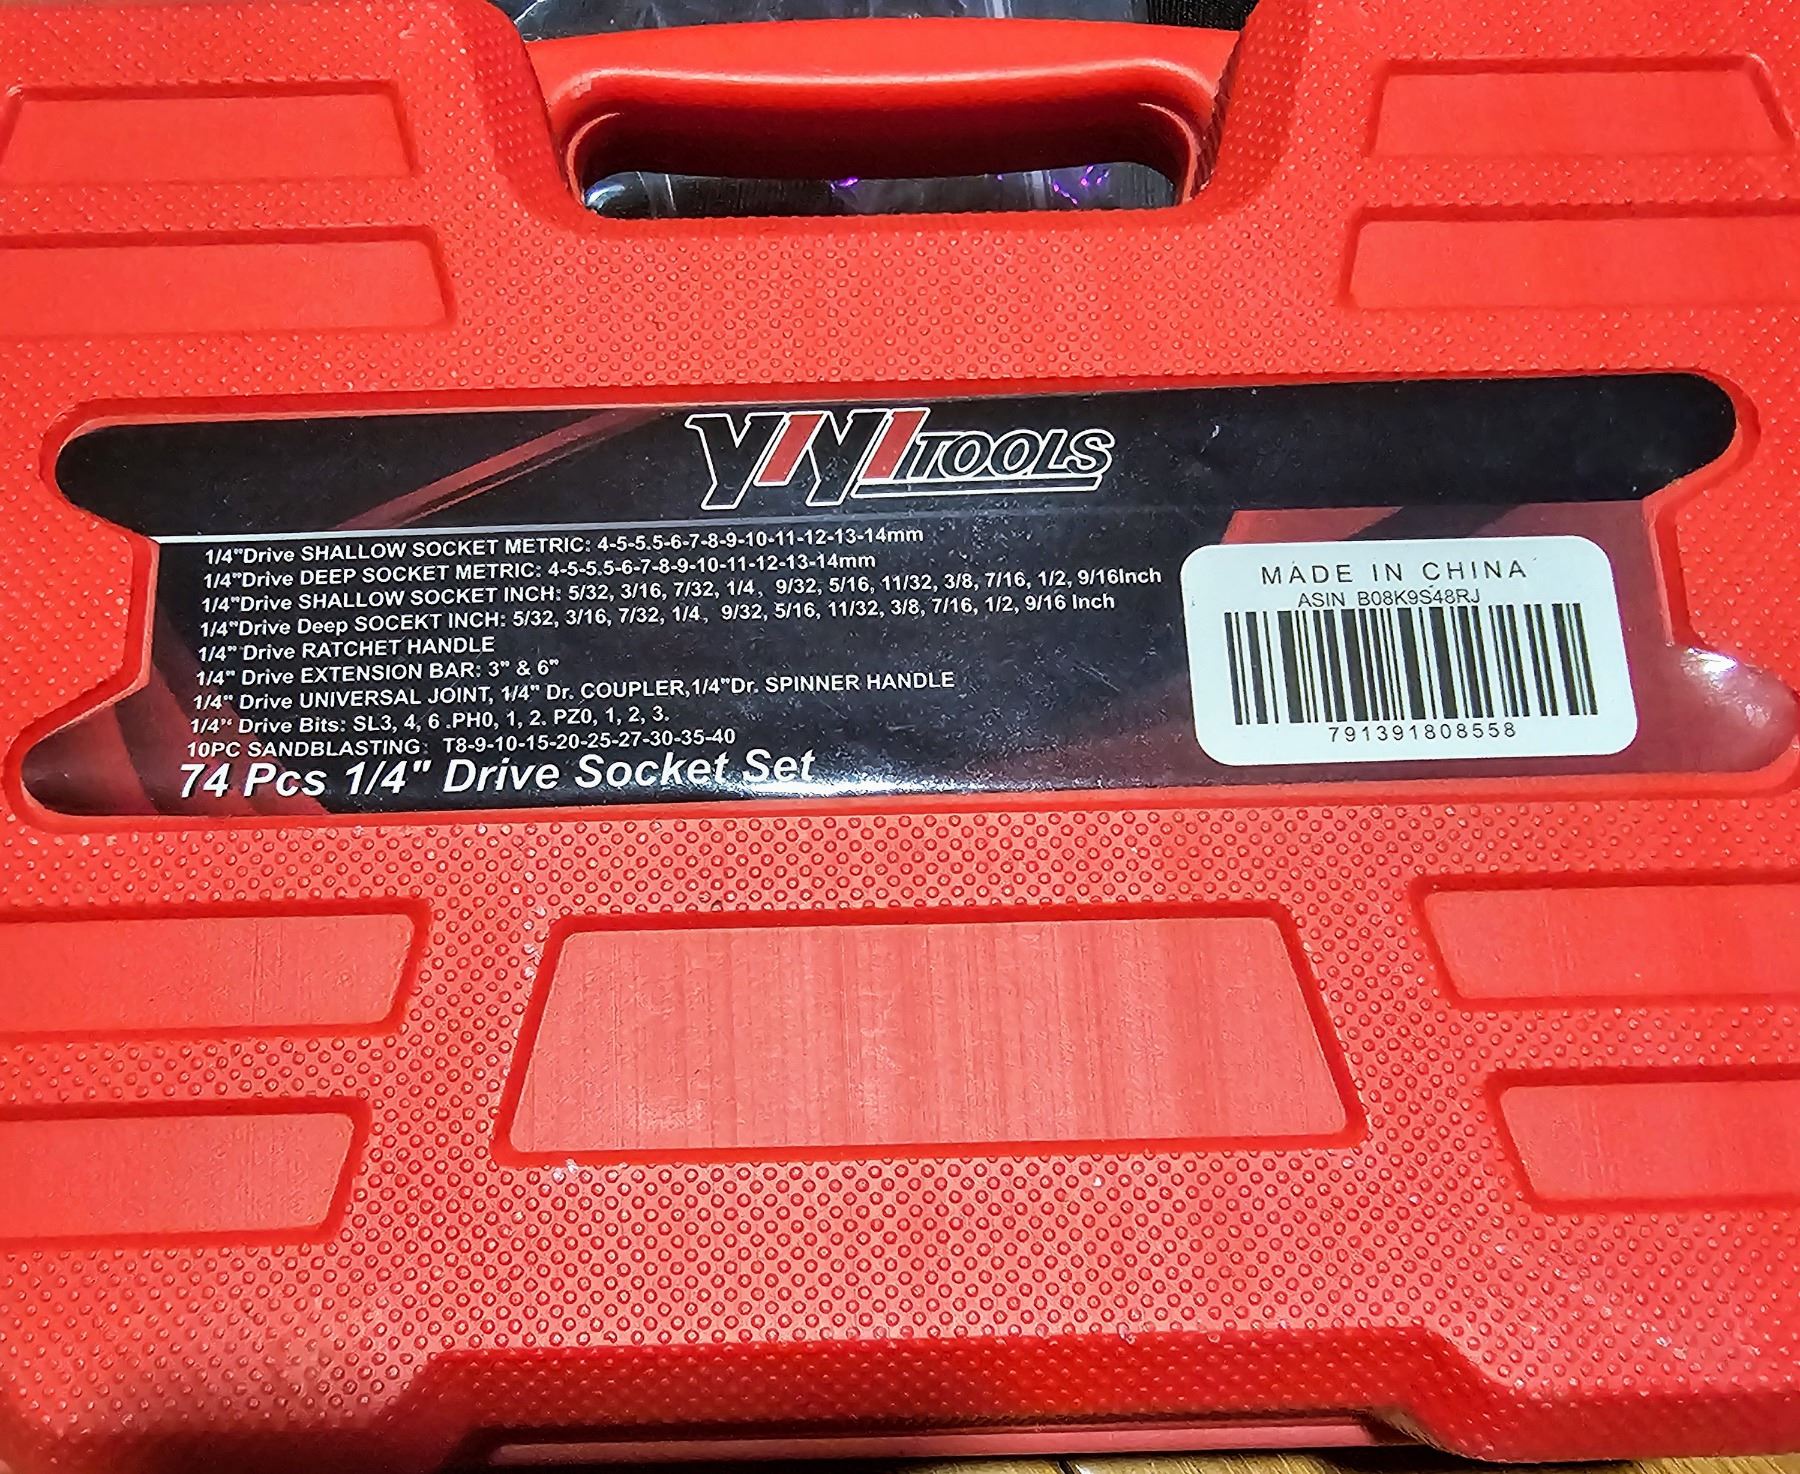 YIYI TOOLS
1/4"Drive SHALLOW SOCKET METRIC: 4-5-5.5-6-7-8-9-10-11-12-13-14mm
1/4"Drive DEEP SOCKET METRIC: 4-5-5.5-6-7-8-9-10-11-12-13-14mm
1/4"Drive SHALLOW SOCKET INCH: 5/32, 3/16, 7/32, 1/4, 9/32, 5/16, 11/32, 3/8, 7/16, 1/2, 9/16Inch
1/4"Drive Deep SOCEKT INCH: 5/32, 3/16, 7/32, 1/4, 9/32, 5/16, 11/32, 3/8, 7/16, 1/2, 9/16 Inch
1/4" Drive RATCHET HANDLE
1/4" Drive EXTENSION BAR: 3" & 6"
1/4" Drive UNIVERSAL JOINT, 1/4" Dr. COUPLER,1/4"Dr. SPINNER HANDLE
1/4" Drive Bits: SL3, 4, 6 .PH0, 1, 2. PZ0, 1, 2, 3.
10PC SANDBLASTING: T8-9-10-15-20-25-27-30-35-40
74 Pcs 1/4" Drive Socket Set
MADE IN CHINA
ASIN B08K9S48RJ
791391808558